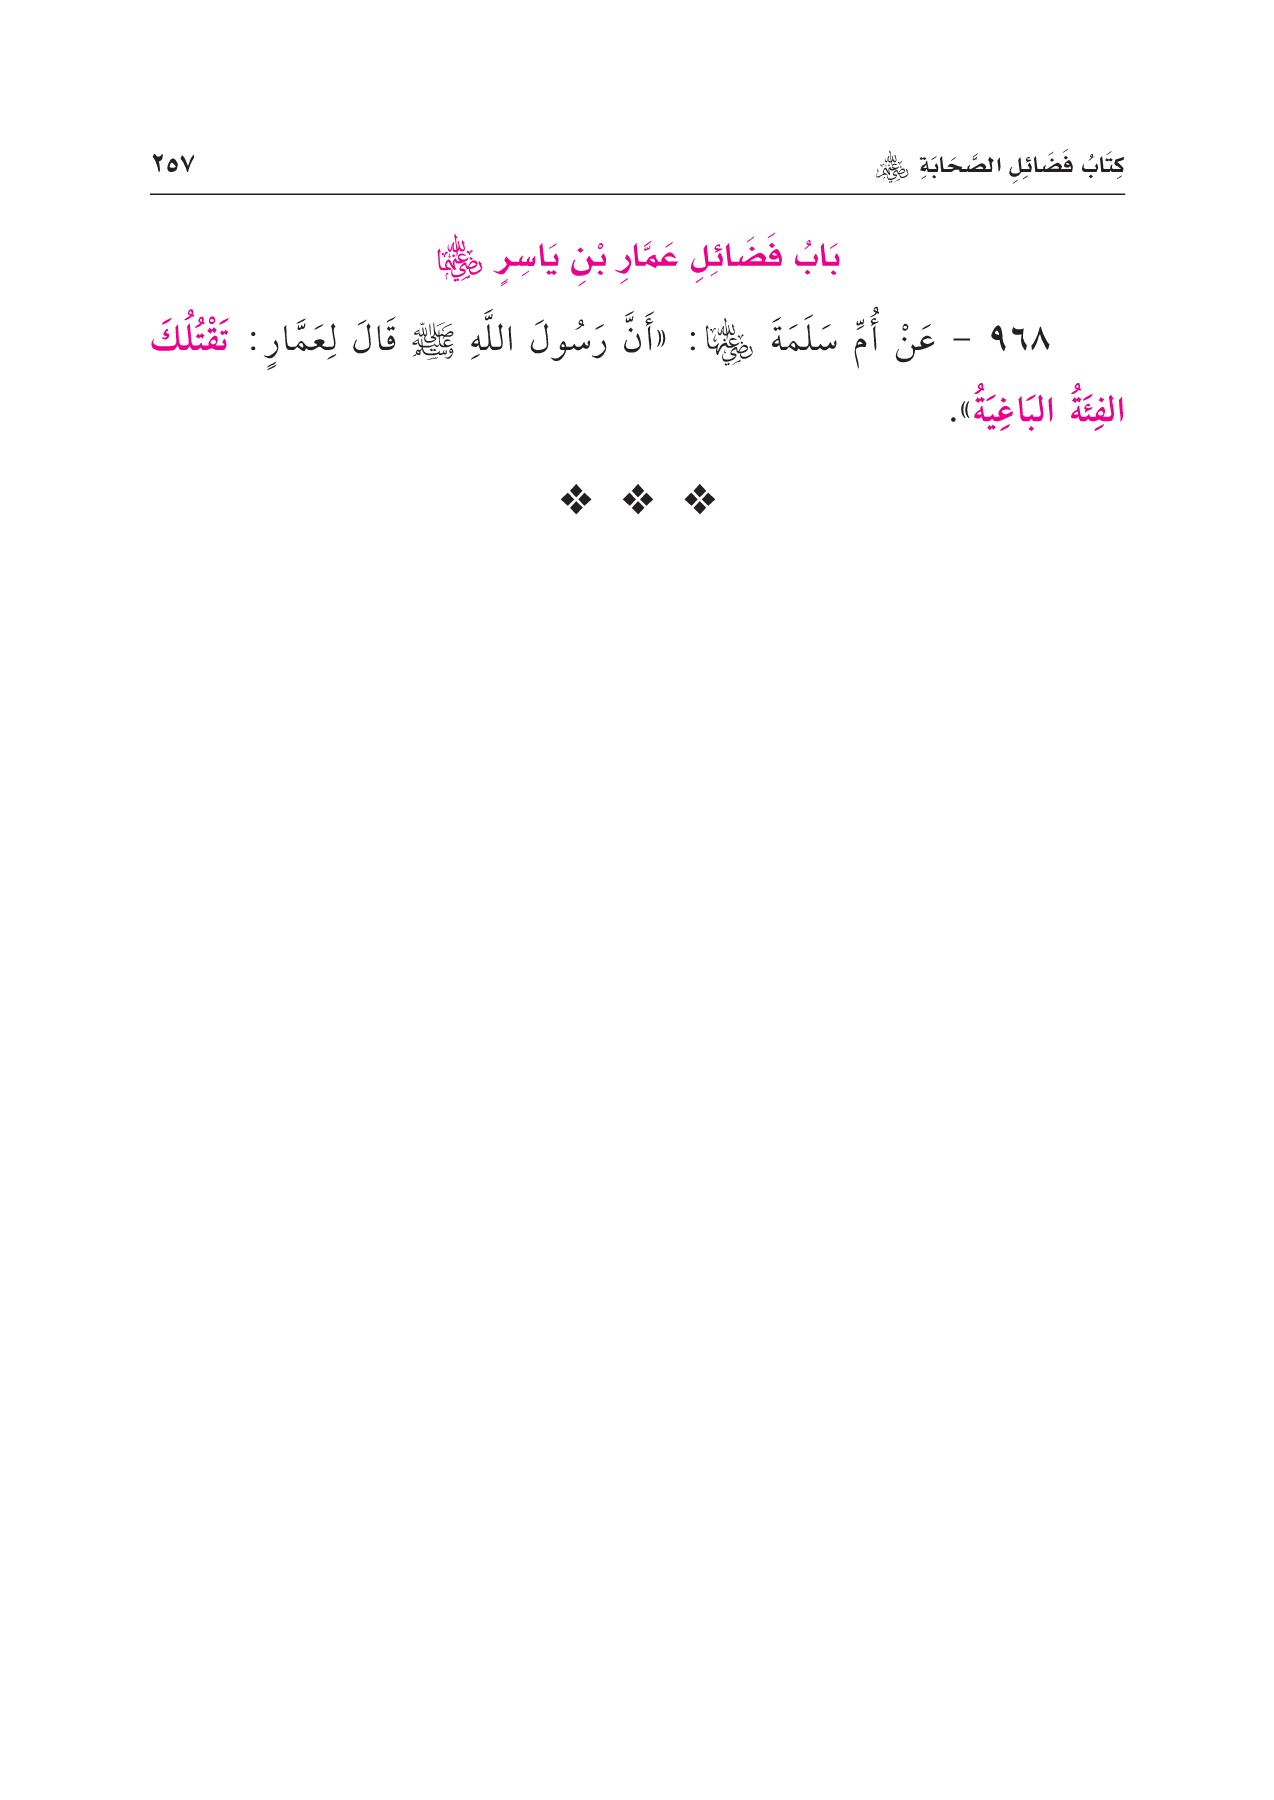 كِتَابُ فَضَائِلِ الصَّحَابَةِ رضي الله عنهم ٢٥٧
بَابُ فَضَائِلِ عَمَّارِ بْنِ يَاسِرٍ رضي الله عنهما
٩٦٨ - عَنْ أُمِّ سَلَمَةَ رضي الله عنها: «أَنَّ رَسُولَ اللَّهِ ﷺ قَالَ لِعَمَّارٍ: تَقْتُلُكَ
الفِئَةُ البَاغِيَةُ».